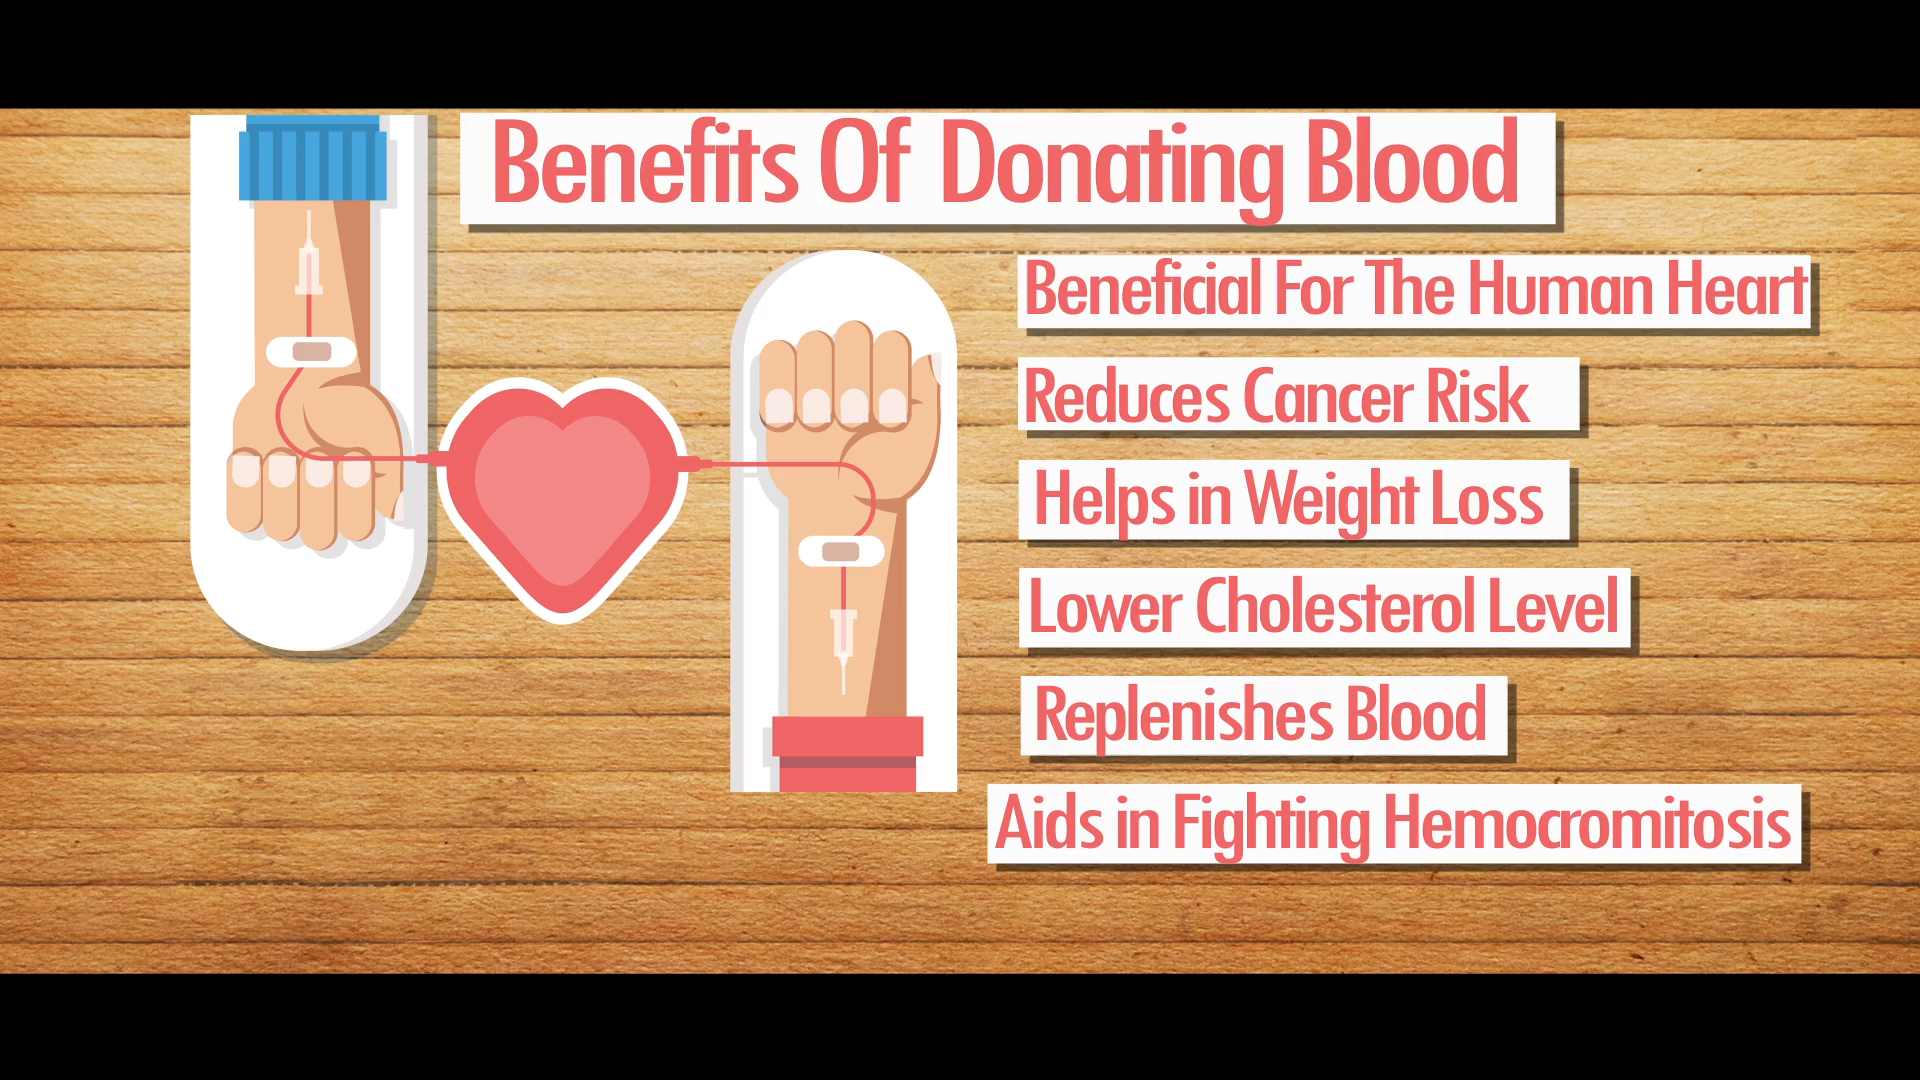 Benefits Of Donating Blood
Beneficial For The Human Heart
Reduces Cancer Risk
Helps in Weight Loss
Lower Cholesterol Level
Replenishes Blood
Aids in Fighting Hemocromitosis